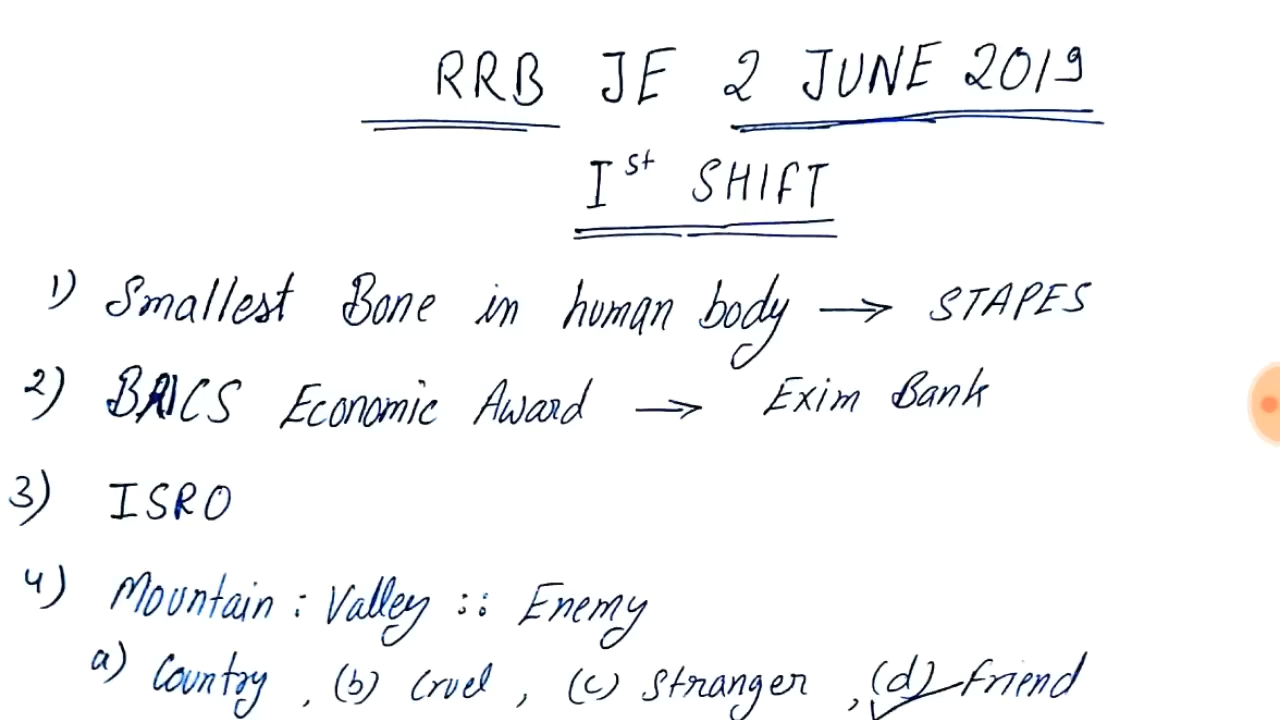 RRB JE 2 JUNE 2019
Ist SHIFT
1) Smallest Bone in human body → STAPES
2) BRICS Economic Award → Exim Bank
3) ISRO
4) Mountain : Valley :: Enemy
a) Country , (b) Cruel , (c) Stranger , (d) friend